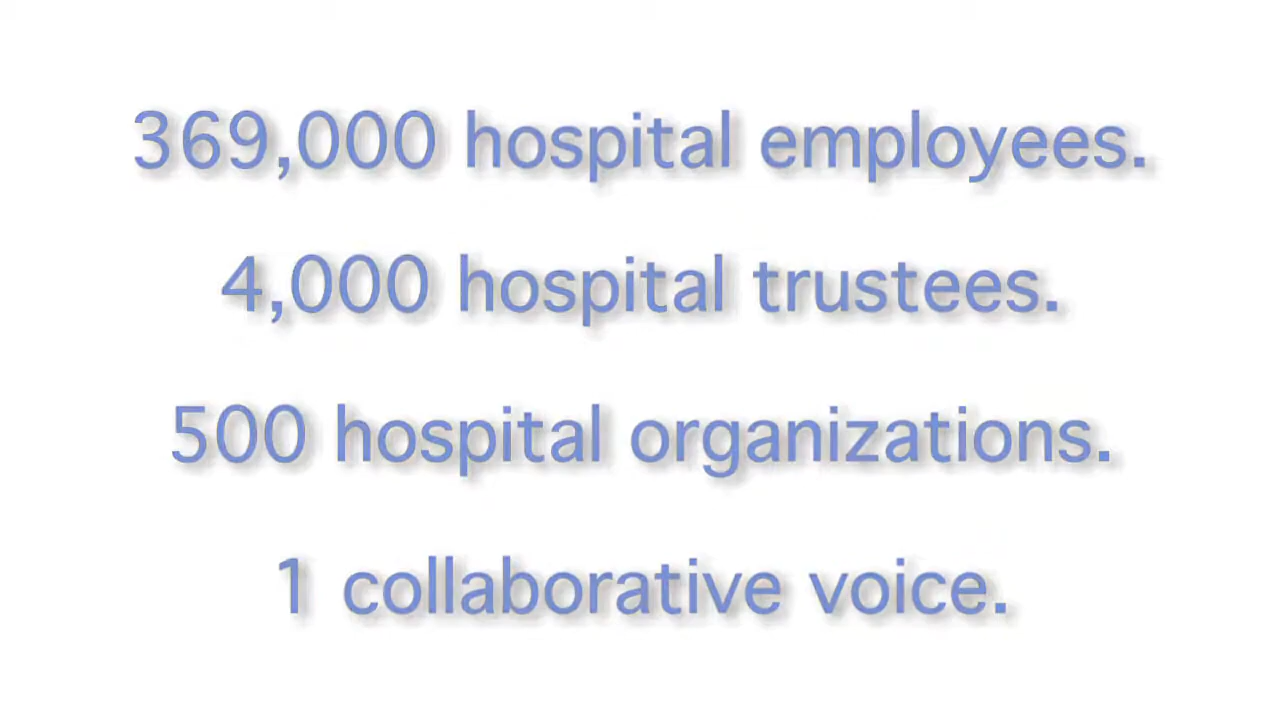 369,000 hospital employees.
4,000 hospital trustees.
500 hospital organizations.
1 collaborative voice.